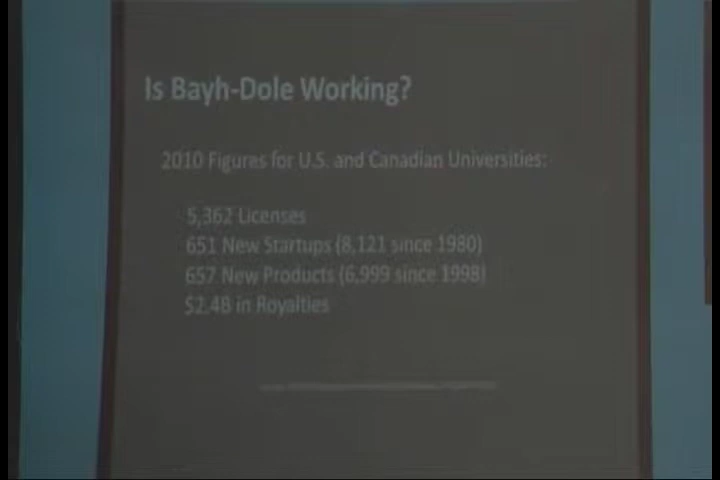 Is Bayh-Dole Working?
2010 Figures for U.S. and Canadian Universities:
5,362 Licenses
651 New Startups (8,121 since 1980)
657 New Products (6,999 since 1998)
$2.4B in Royalties